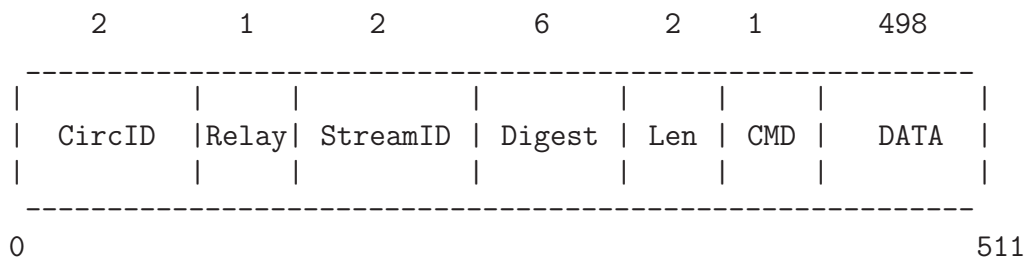 2 1 2 6 2 1 498
CircID Relay StreamID Digest Len CMD DATA
0 511